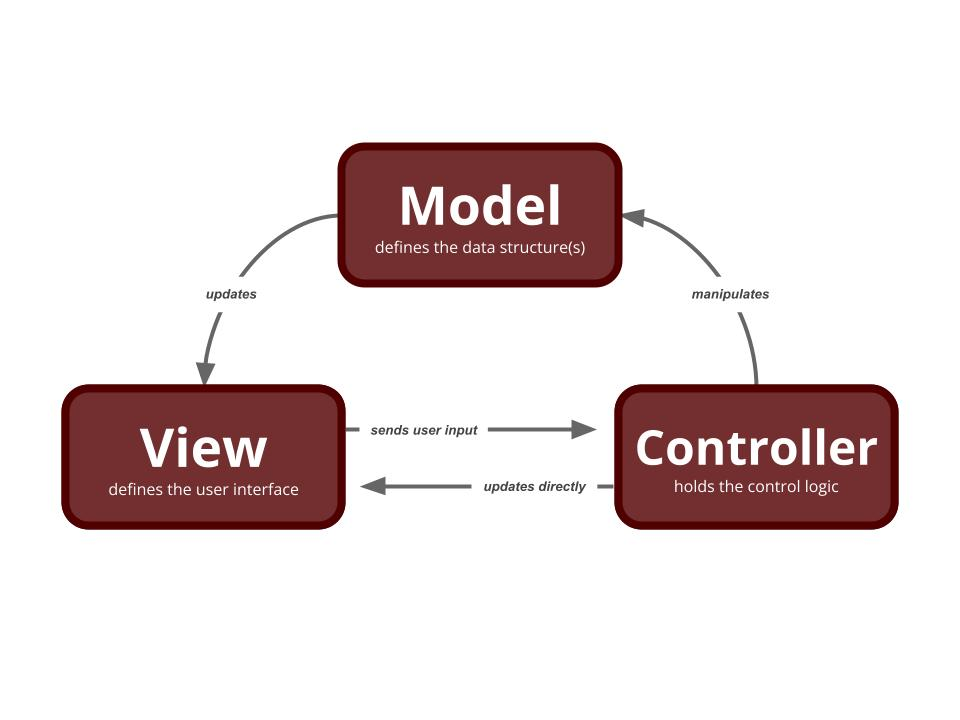 Model
defines the data structure(s)
updates
manipulates
View
defines the user interface
sends user input
updates directly
Controller
holds the control logic